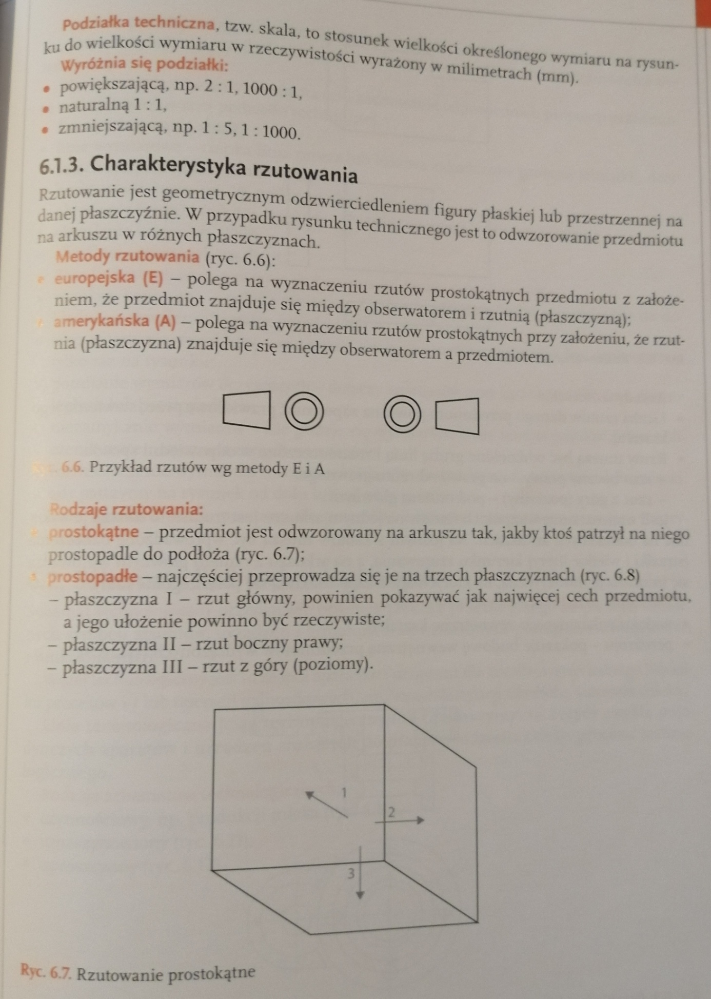 Podziałka techniczna, tzw. skala, to stosunek wielkości określonego wymiaru na rysun-
ku do wielkości wymiaru w rzeczywistości wyrażony w milimetrach (mm).
Wyróżnia się podziałki:
• powiększającą, np. 2 : 1, 1000 : 1,
• naturalną 1 : 1,
• zmniejszającą, np. 1 : 5, 1 : 1000.
6.1.3. Charakterystyka rzutowania
Rzutowanie jest geometrycznym odzwierciedleniem figury płaskiej lub przestrzennej na
danej płaszczyźnie. W przypadku rysunku technicznego jest to odwzorowanie przedmiotu
na arkuszu w różnych płaszczyznach.
Metody rzutowania (ryc. 6.6):
• europejska (E) – polega na wyznaczeniu rzutów prostokątnych przedmiotu z założe-
niem, że przedmiot znajduje się między obserwatorem i rzutnią (płaszczyzną);
• amerykańska (A) – polega na wyznaczeniu rzutów prostokątnych przy założeniu, że rzut-
nia (płaszczyzna) znajduje się między obserwatorem a przedmiotem.
Ryc. 6.6. Przykład rzutów wg metody E i A
Rodzaje rzutowania:
• prostokątne – przedmiot jest odwzorowany na arkuszu tak, jakby ktoś patrzył na niego
prostopadle do podłoża (ryc. 6.7);
• prostopadłe – najczęściej przeprowadza się je na trzech płaszczyznach (ryc. 6.8)
– płaszczyzna I – rzut główny, powinien pokazywać jak najwięcej cech przedmiotu,
a jego ułożenie powinno być rzeczywiste;
– płaszczyzna II – rzut boczny prawy;
– płaszczyzna III – rzut z góry (poziomy).
1
2
3
Ryc. 6.7. Rzutowanie prostokątne